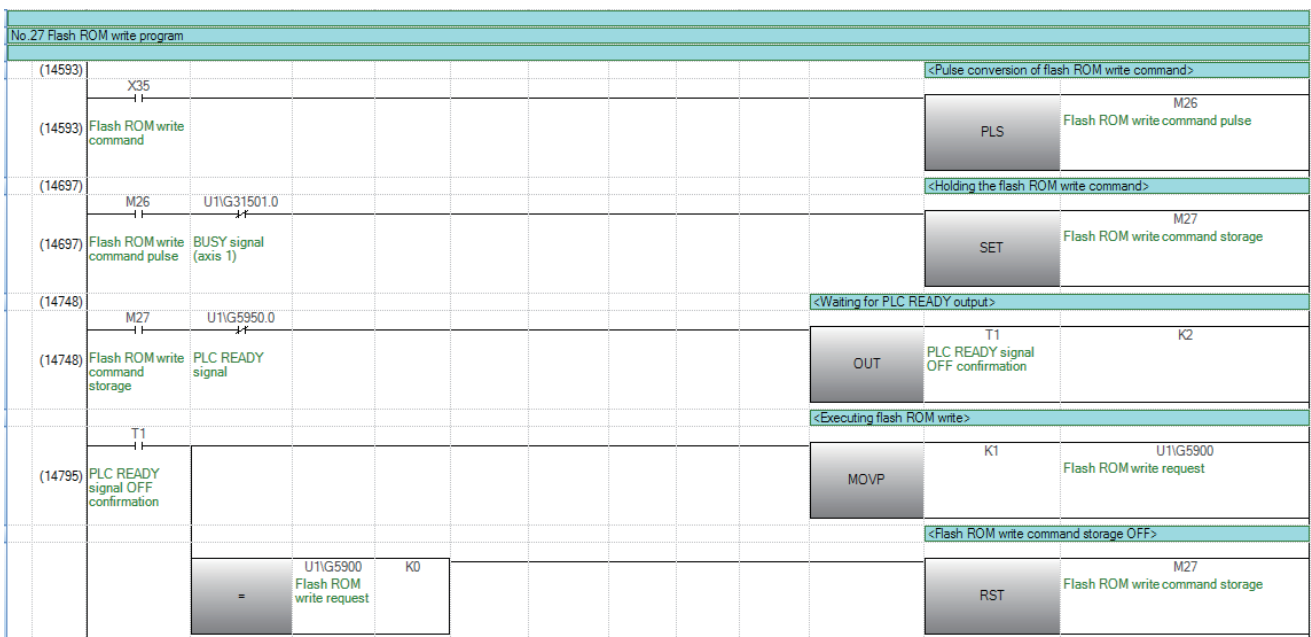 No.27 Flash ROM write program
(14593)
<Pulse conversion of flash ROM write command>
X35
M26
(14593)
Flash ROM write
command
PLS
Flash ROM write command pulse
(14697)
<Holding the flash ROM write command>
M26
U1\G31501.0
M27
(14697)
Flash ROM write
command pulse
BUSY signal
(axis 1)
SET
Flash ROM write command storage
(14748)
<Waiting for PLC READY output>
M27
U1\G5950.0
T1
K2
(14748)
Flash ROM write
command
storage
PLC READY
signal
OUT
PLC READY signal
OFF confirmation
<Executing flash ROM write>
T1
K1
U1\G5900
(14795)
PLC READY
signal OFF
confirmation
MOVP
Flash ROM write request
<Flash ROM write command storage OFF>
=
U1\G5900
Flash ROM
write request
K0
RST
M27
Flash ROM write command storage